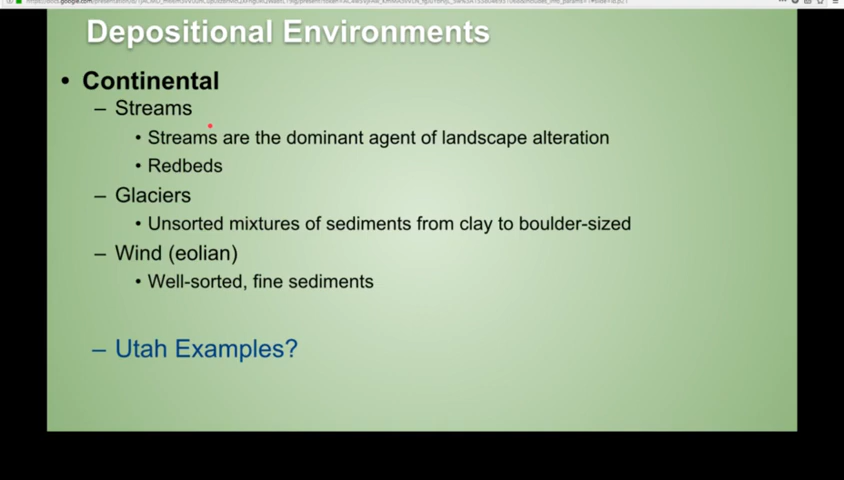 Depositional Environments
• Continental
– Streams
• Streams are the dominant agent of landscape alteration
• Redbeds
– Glaciers
• Unsorted mixtures of sediments from clay to boulder-sized
– Wind (eolian)
• Well-sorted, fine sediments
– Utah Examples?